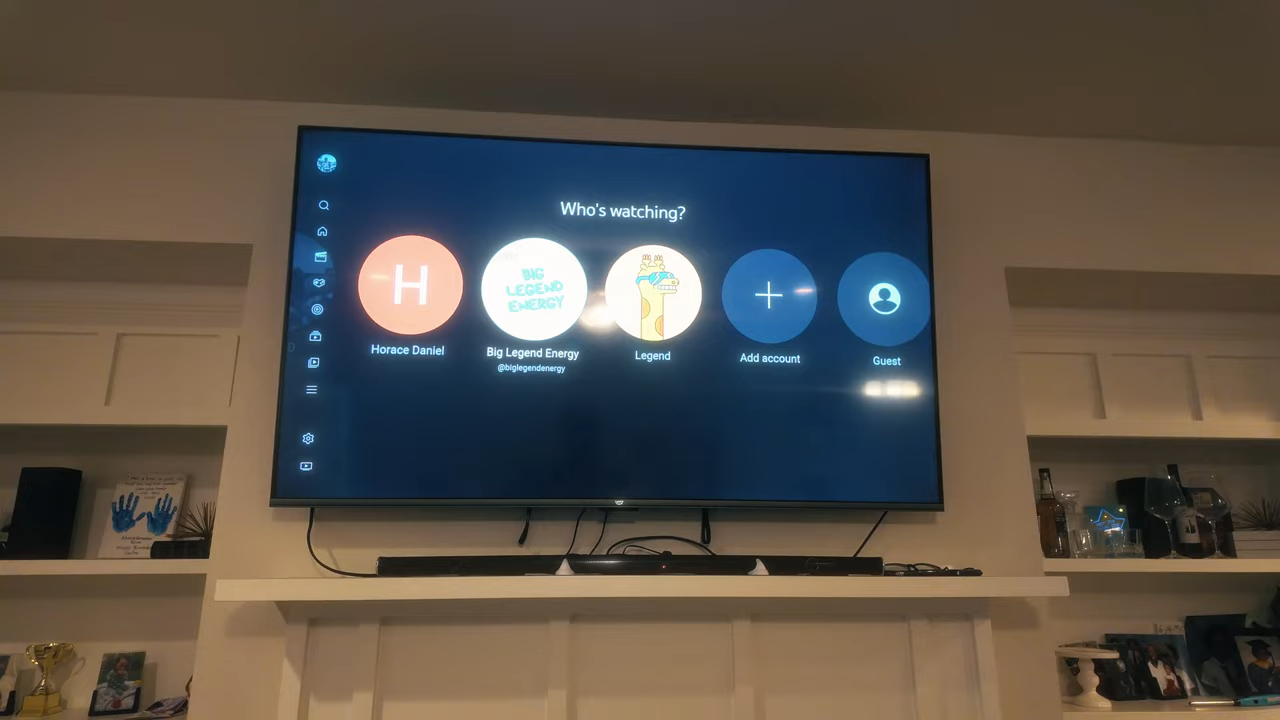 Who's watching?
H
BIG
LEGEND
ENERGY
Horace Daniel
Big Legend Energy
@biglegendenergy
Legend
Add account
Guest